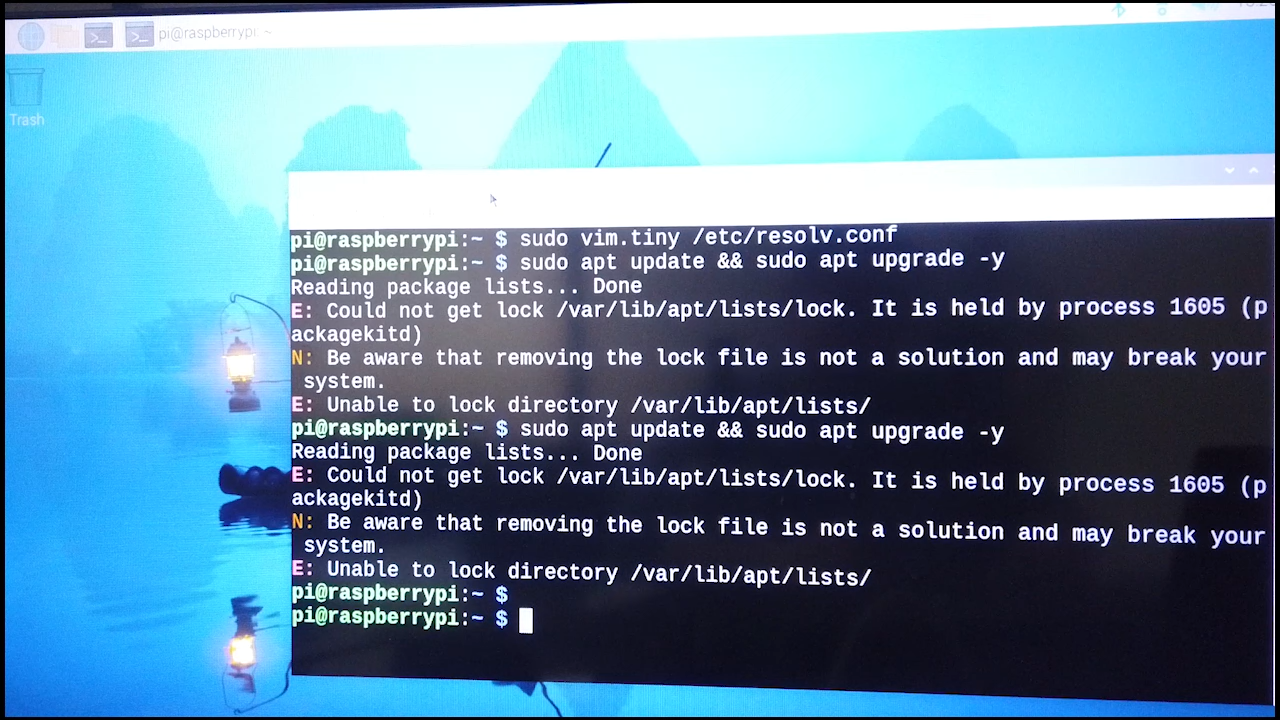 pi@raspberrypi: ~
Trash
pi@raspberrypi:~ $ sudo vim.tiny /etc/resolv.conf
pi@raspberrypi:~ $ sudo apt update && sudo apt upgrade -y
Reading package lists... Done
E: Could not get lock /var/lib/apt/lists/lock. It is held by process 1605 (p
ackagekitd)
N: Be aware that removing the lock file is not a solution and may break your
 system.
E: Unable to lock directory /var/lib/apt/lists/
pi@raspberrypi:~ $ sudo apt update && sudo apt upgrade -y
Reading package lists... Done
E: Could not get lock /var/lib/apt/lists/lock. It is held by process 1605 (p
ackagekitd)
N: Be aware that removing the lock file is not a solution and may break your
 system.
E: Unable to lock directory /var/lib/apt/lists/
pi@raspberrypi:~ $
pi@raspberrypi:~ $